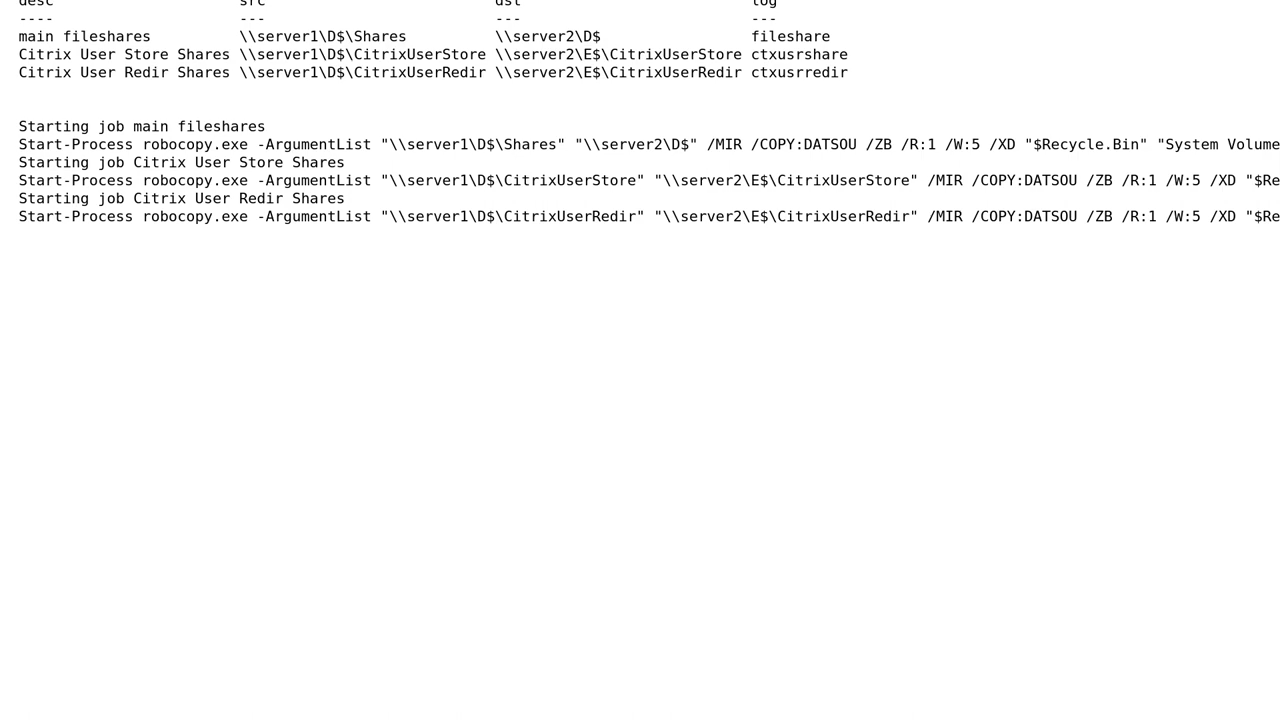 desc                     src                          dst                          log
----                     ---                          ---                          ---
main fileshares          \\server1\D$\Shares          \\server2\D$                 fileshare
Citrix User Store Shares \\server1\D$\CitrixUserStore \\server2\E$\CitrixUserStore ctxusrshare
Citrix User Redir Shares \\server1\D$\CitrixUserRedir \\server2\E$\CitrixUserRedir ctxusrredir
Starting job main fileshares
Start-Process robocopy.exe -ArgumentList "\\server1\D$\Shares" "\\server2\D$" /MIR /COPY:DATSOU /ZB /R:1 /W:5 /XD "$Recycle.Bin" "System Volume
Starting job Citrix User Store Shares
Start-Process robocopy.exe -ArgumentList "\\server1\D$\CitrixUserStore" "\\server2\E$\CitrixUserStore" /MIR /COPY:DATSOU /ZB /R:1 /W:5 /XD "$Re
Starting job Citrix User Redir Shares
Start-Process robocopy.exe -ArgumentList "\\server1\D$\CitrixUserRedir" "\\server2\E$\CitrixUserRedir" /MIR /COPY:DATSOU /ZB /R:1 /W:5 /XD "$Re